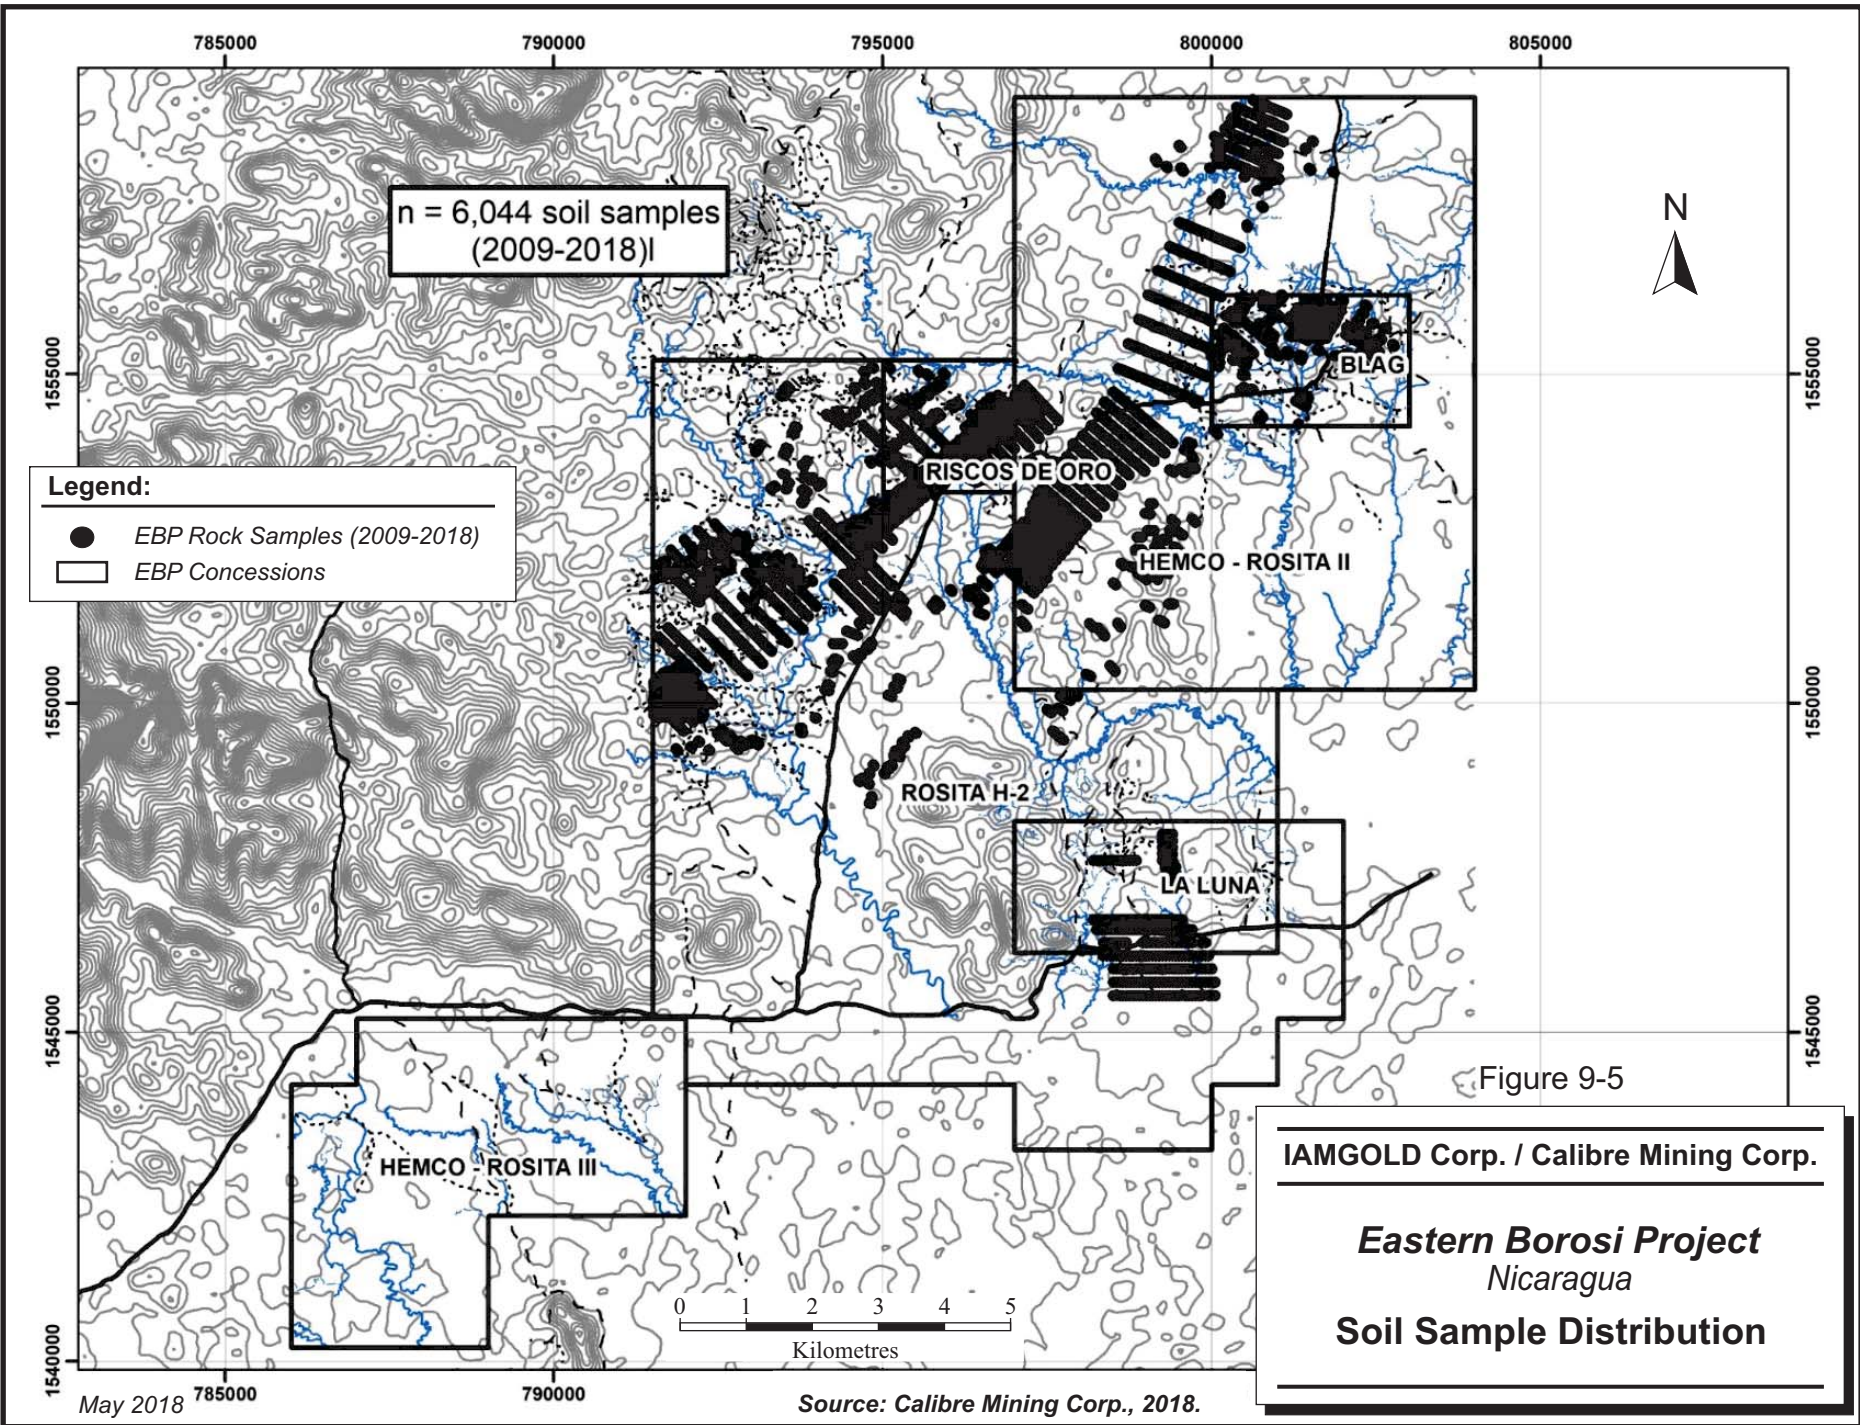 785000
790000
795000
800000
805000
n = 6,044 soil samples
(2009-2018)l
N
1555000
1555000
BLAG
RISCOS DE ORO
Legend:
EBP Rock Samples (2009-2018)
EBP Concessions
HEMCO - ROSITA II
1550000
1550000
ROSITA H-2
LA LUNA
1545000
1545000
Figure 9-5
HEMCO - ROSITA III
IAMGOLD Corp. / Calibre Mining Corp.
Eastern Borosi Project
Nicaragua
Soil Sample Distribution
0 1 2 3 4 5
Kilometres
1540000
785000
790000
May 2018
Source: Calibre Mining Corp., 2018.